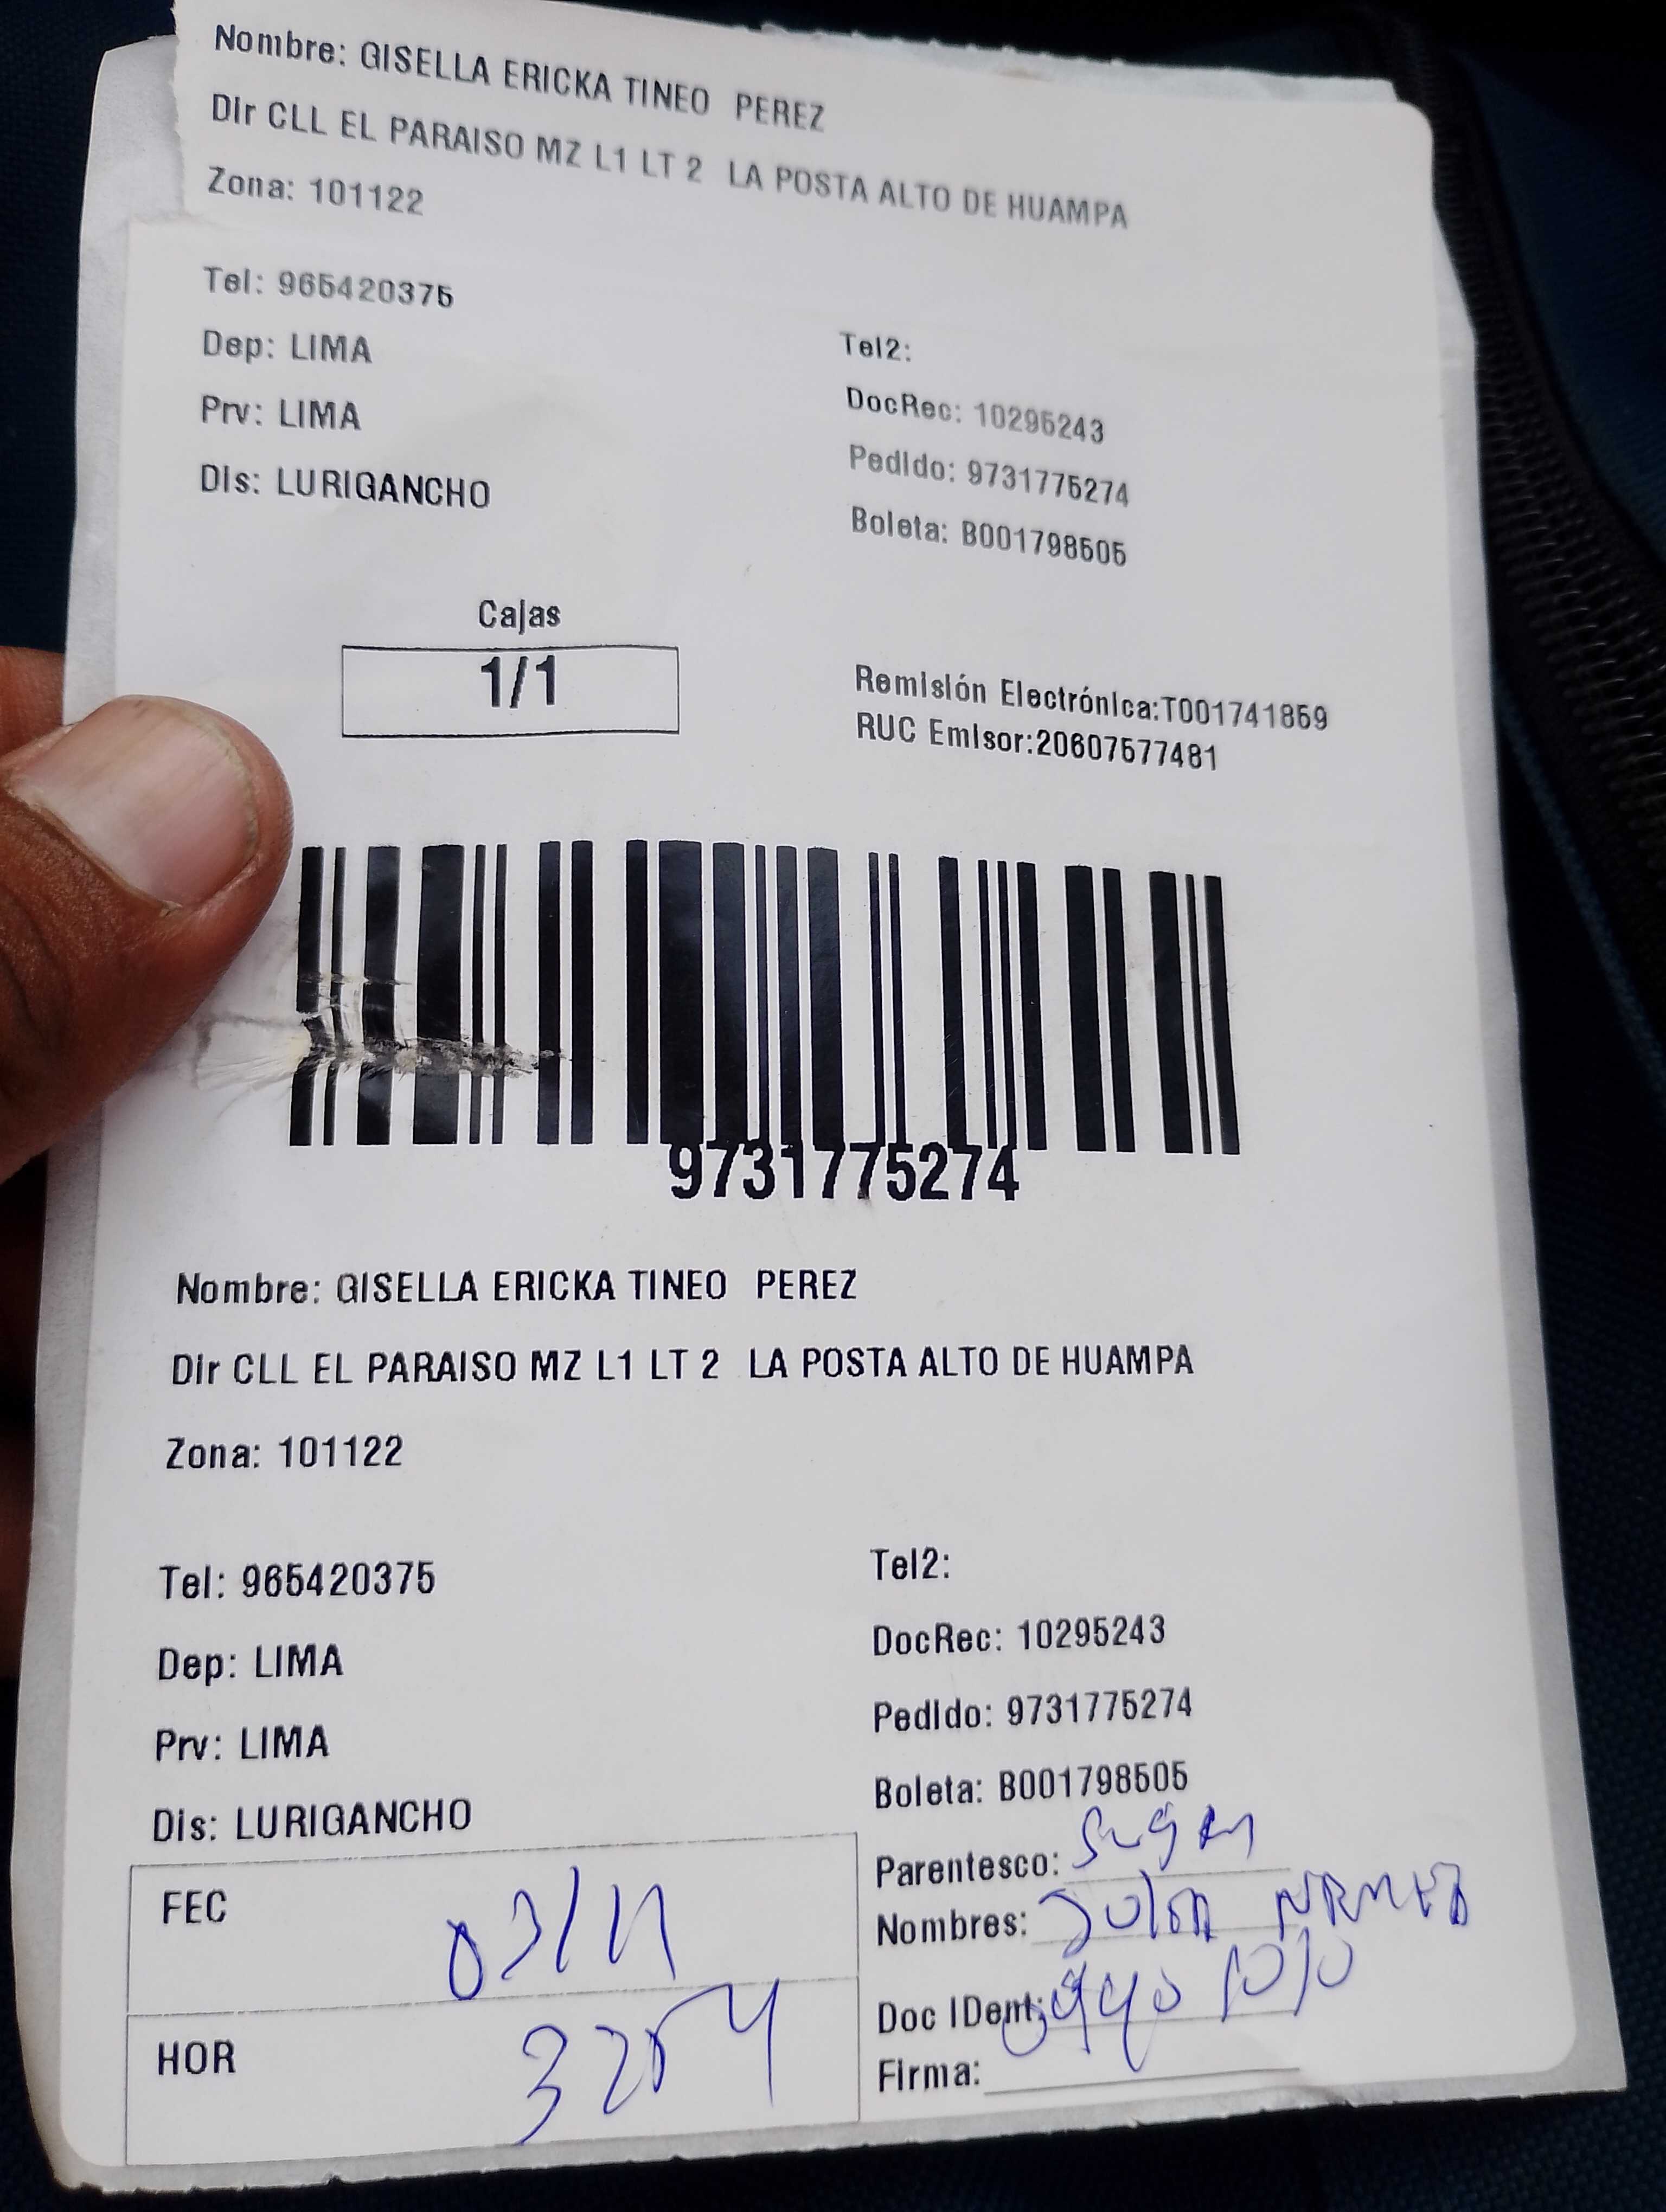 Nombre: GISELLA ERICKA TINEO PEREZ
Dir CLL EL PARAISO MZ L1 LT 2 LA POSTA ALTO DE HUAMPA
Zona: 101122
Tel: 965420375
Tel2:
Dep: LIMA
DocRec: 10295243
Prv: LIMA
Pedido: 9731775274
Dis: LURIGANCHO
Boleta: B001798505
Cajas
1/1
Remisión Electrónica:T001741859
RUC Emisor:20607577481
9731775274
Nombre: GISELLA ERICKA TINEO PEREZ
Dir CLL EL PARAISO MZ L1 LT 2 LA POSTA ALTO DE HUAMPA
Zona: 101122
Tel: 965420375
Tel2:
Dep: LIMA
DocRec: 10295243
Prv: LIMA
Pedido: 9731775274
Dis: LURIGANCHO
Boleta: B001798505
FEC 03/11
HOR
Parentesco:
Nombres:
Doc IDent:
Firma: